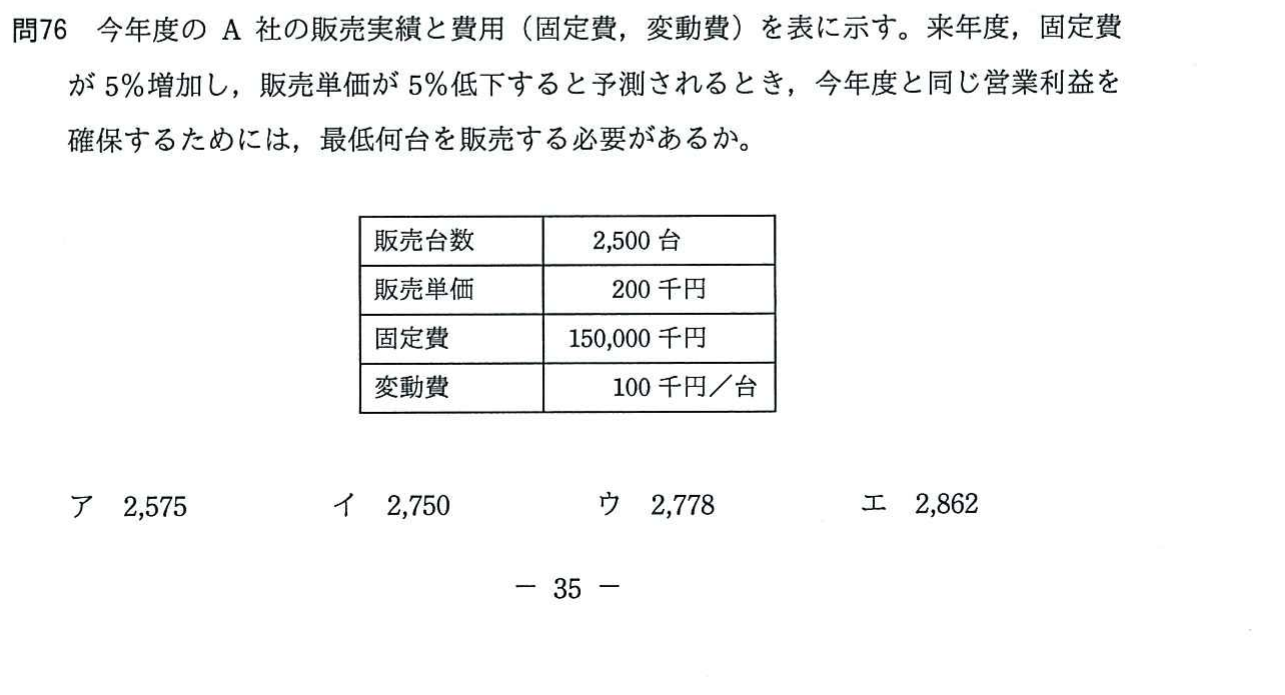 問76 今年度の A 社の販売実績と費用（固定費，変動費）を表に示す。来年度，固定費
が 5％増加し，販売単価が 5％低下すると予測されるとき，今年度と同じ営業利益を
確保するためには，最低何台を販売する必要があるか。
販売台数 2,500 台
販売単価 200 千円
固定費 150,000 千円
変動費 100 千円／台
ア 2,575 イ 2,750 ウ 2,778 エ 2,862
－ 35 －